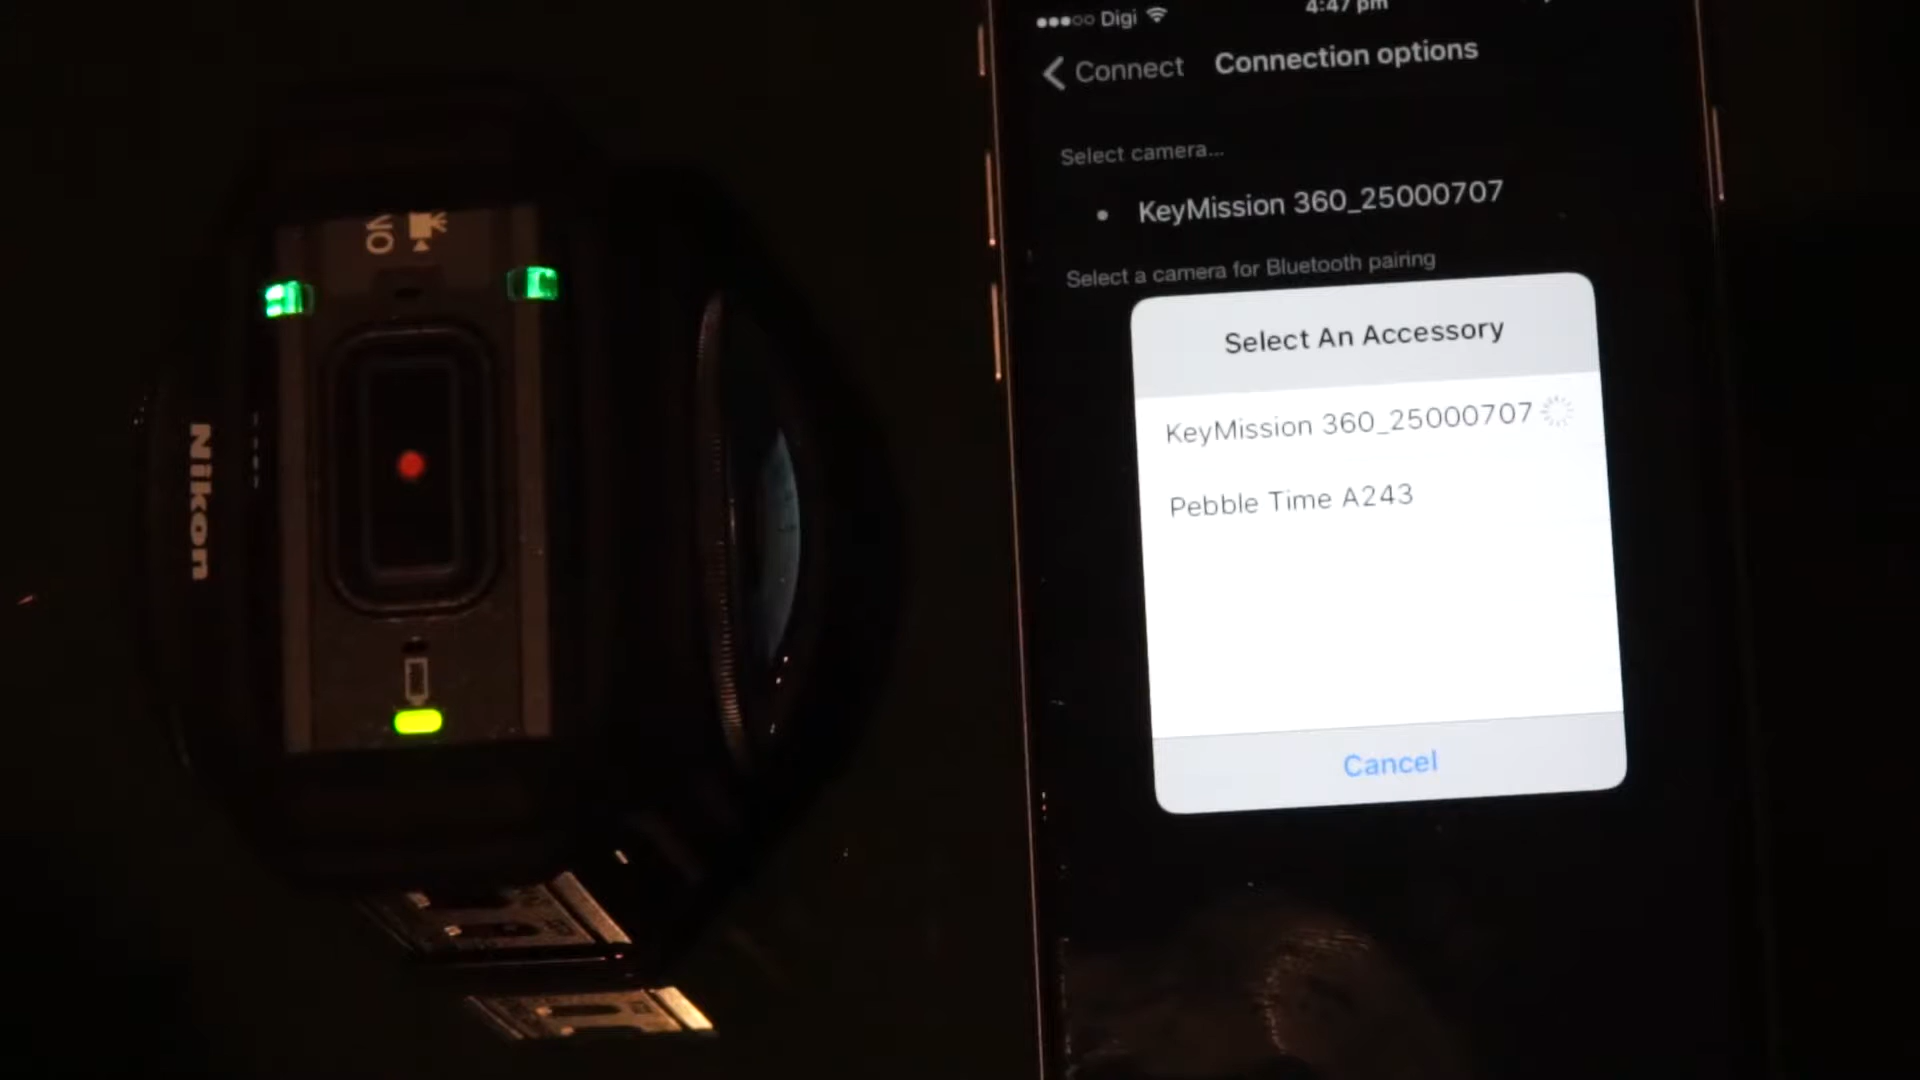 ON
Nikon
Digi 4:47 pm
Connect Connection options
Select camera...
• KeyMission 360_25000707
Select a camera for Bluetooth pairing
Select An Accessory
KeyMission 360_25000707
Pebble Time A243
Cancel